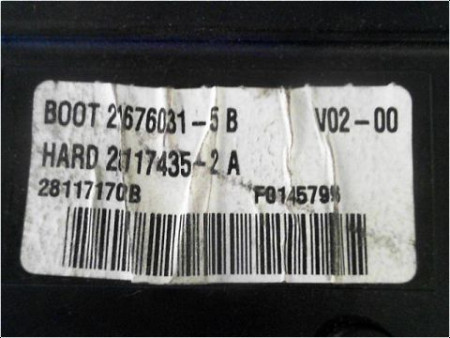 BOOT 21676031-5 B V02-00
HARD 28117435-2 A
28117170B F014579